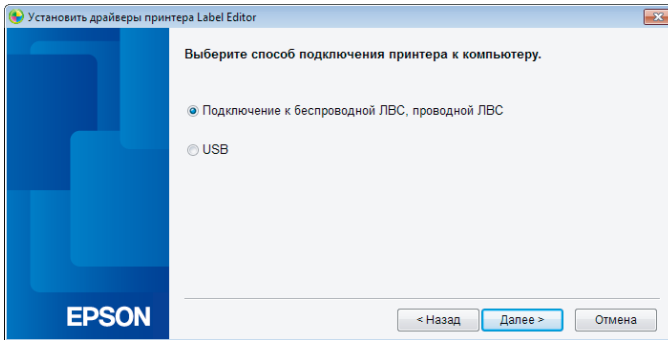 Установить драйверы принтера Label Editor
Выберите способ подключения принтера к компьютеру.
Подключение к беспроводной ЛВС, проводной ЛВС
USB
EPSON
< Назад Далее > Отмена